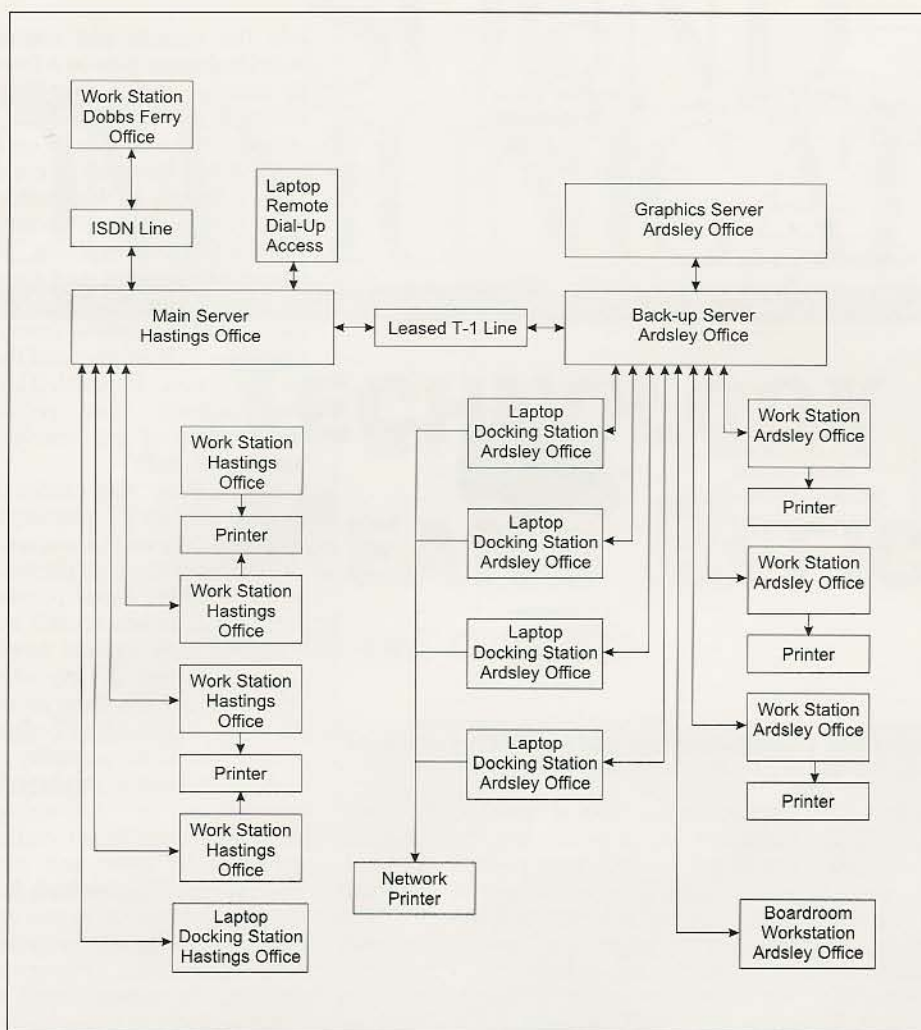 Work Station
Dobbs Ferry
Office
ISDN Line
Laptop
Remote
Dial-Up
Access
Main Server
Hastings Office
Leased T-1 Line
Graphics Server
Ardsley Office
Back-up Server
Ardsley Office
Work Station
Hastings
Office
Printer
Work Station
Hastings
Office
Work Station
Hastings
Office
Printer
Work Station
Hastings
Office
Laptop
Docking Station
Hastings Office
Laptop
Docking Station
Ardsley Office
Laptop
Docking Station
Ardsley Office
Laptop
Docking Station
Ardsley Office
Laptop
Docking Station
Ardsley Office
Network
Printer
Work Station
Ardsley Office
Printer
Work Station
Ardsley Office
Printer
Work Station
Ardsley Office
Printer
Boardroom
Workstation
Ardsley Office